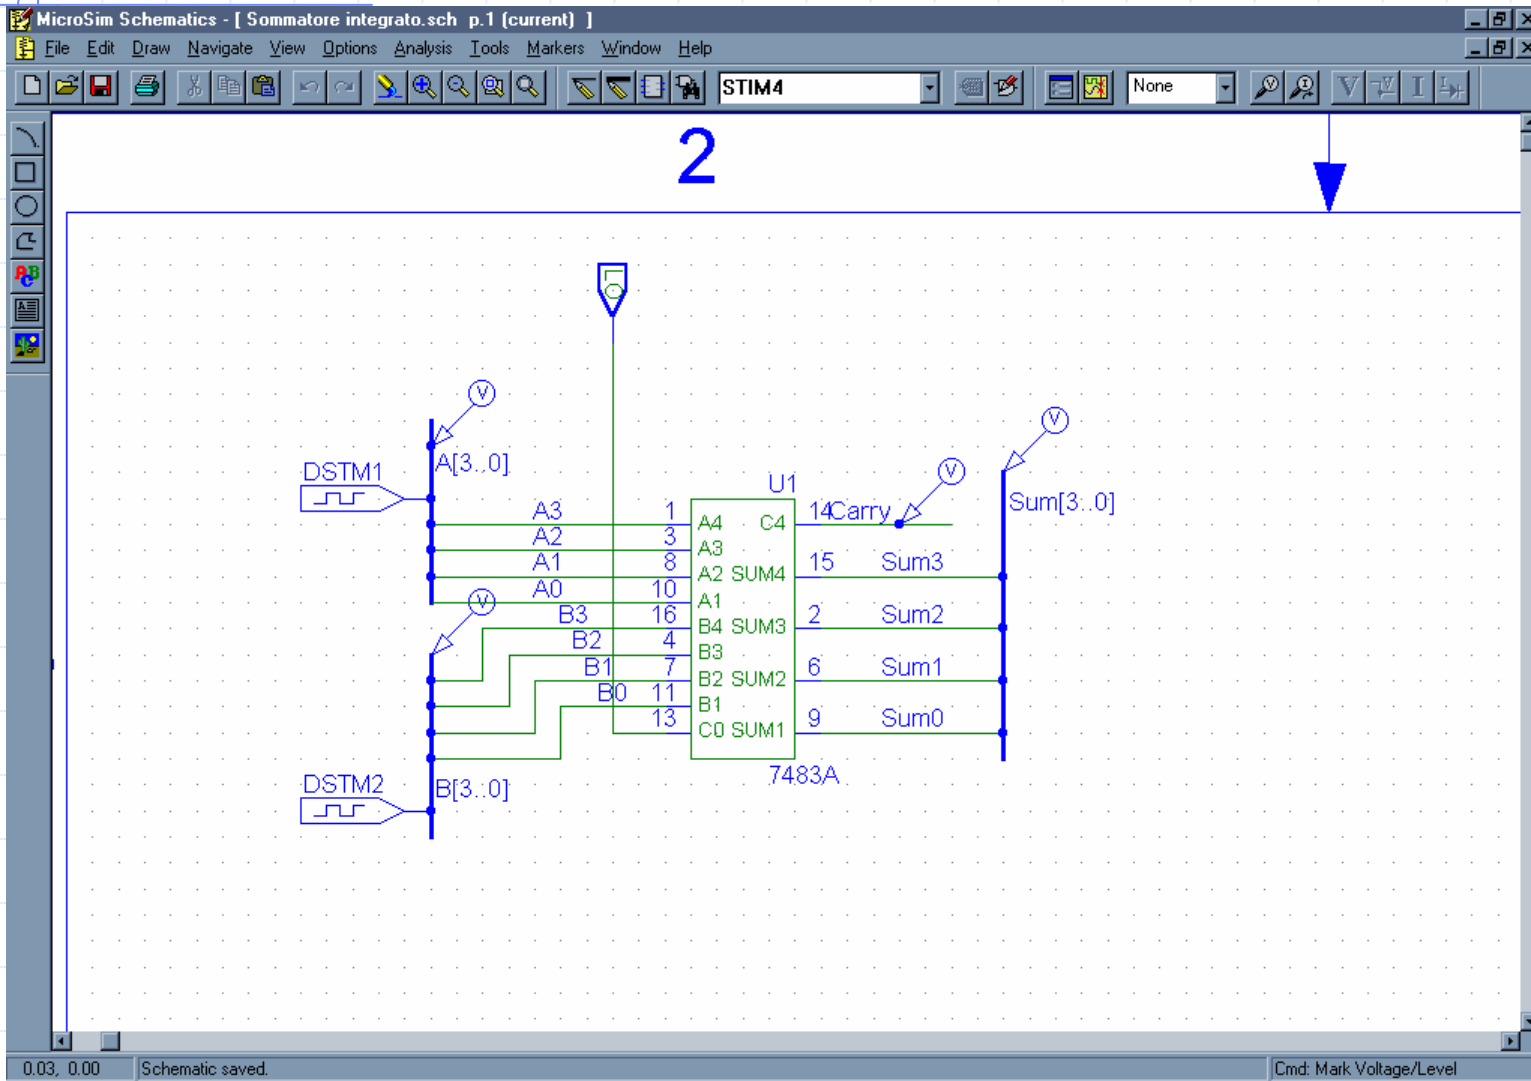 MicroSim Schematics - [ Sommatore integrato.sch p.1 (current) ]
File Edit Draw Navigate View Options Analysis Tools Markers Window Help
STIM4 None
V I
ABC
2
LO
V
V
DSTM1 A[3..0]
V
U1
Sum[3..0]
A3 1 A4 C4 14 Carry
A2 3 A3
A1 8 A2 SUM4 15 Sum3
A0 10 A1
V
B3 16 B4 SUM3 2 Sum2
B2 4 B3
B1 7 B2 SUM2 6 Sum1
B0 11 B1
13 C0 SUM1 9 Sum0
7483A
DSTM2 B[3..0]
0.03, 0.00 Schematic saved. Cmd: Mark Voltage/Level